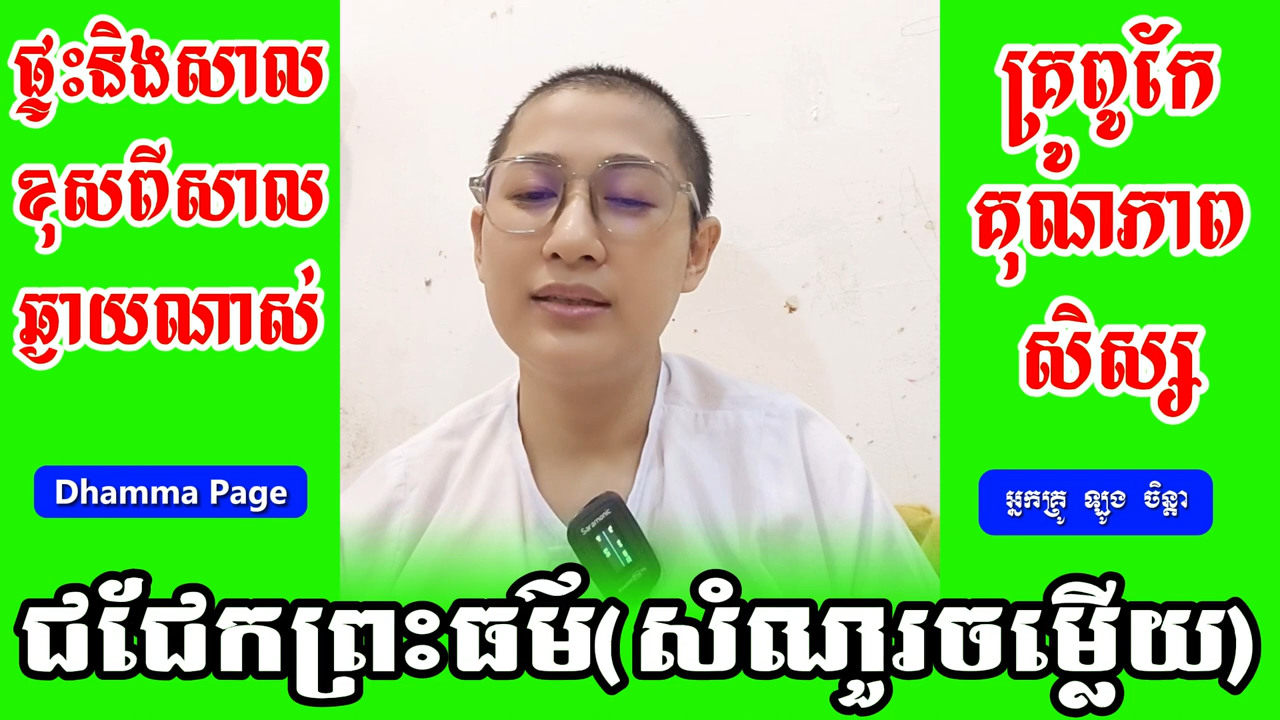 ផ្ទះនិងសាល
ខុសពីសាល
ឆ្ងាយណាស់
Dhamma Page
គ្រូពូកែ
គុណភាព
សិស្ស
អ្នកគ្រូ ឡុង ចិន្តា
Saramonic
ជជែកព្រះធម៌(សំណួរចម្លើយ)